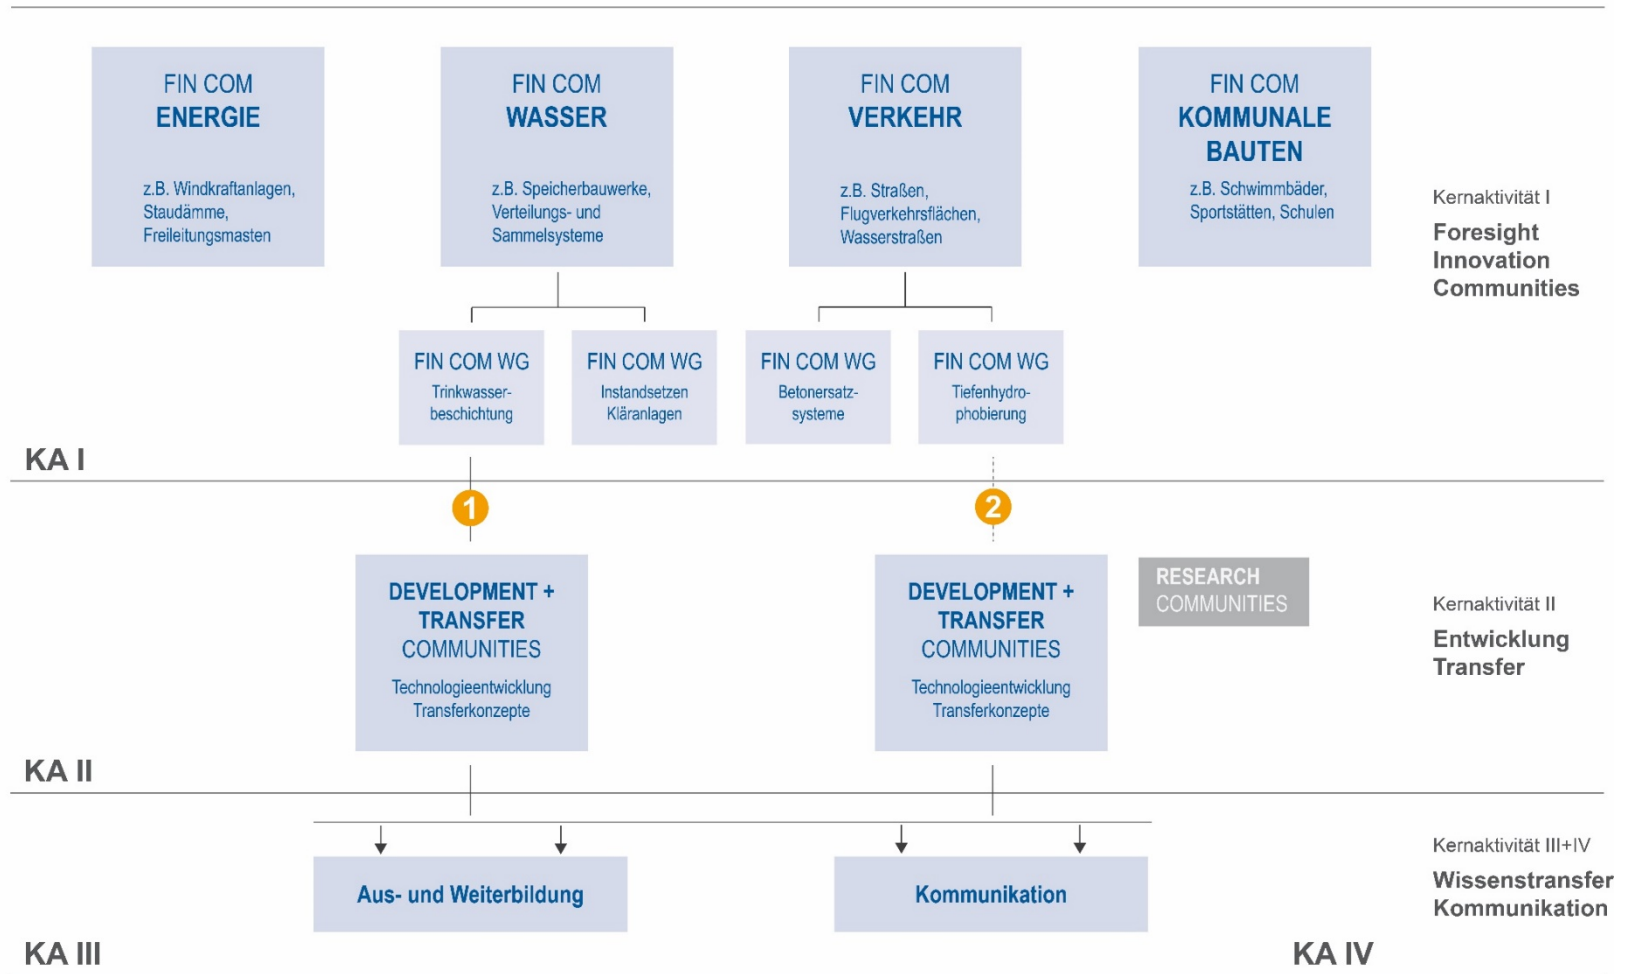 FIN COM
ENERGIE
z.B. Windkraftanlagen,
Staudämme,
Freileitungsmasten
FIN COM
WASSER
z.B. Speicherbauwerke,
Verteilungs- und
Sammelsysteme
FIN COM
VERKEHR
z.B. Straßen,
Flugverkehrsflächen,
Wasserstraßen
FIN COM
KOMMUNALE
BAUTEN
z.B. Schwimmbäder,
Sportstätten, Schulen
Kernaktivität I
Foresight
Innovation
Communities
FIN COM WG
Trinkwasser-
beschichtung
FIN COM WG
Instandsetzen
Kläranlagen
FIN COM WG
Betonersatz-
systeme
FIN COM WG
Tiefenhydro-
phobierung
KA I
1
2
DEVELOPMENT +
TRANSFER
COMMUNITIES
Technologieentwicklung
Transferkonzepte
DEVELOPMENT +
TRANSFER
COMMUNITIES
Technologieentwicklung
Transferkonzepte
RESEARCH
COMMUNITIES
Kernaktivität II
Entwicklung
Transfer
KA II
Aus- und Weiterbildung
Kommunikation
Kernaktivität III+IV
Wissenstransfer
Kommunikation
KA III
KA IV